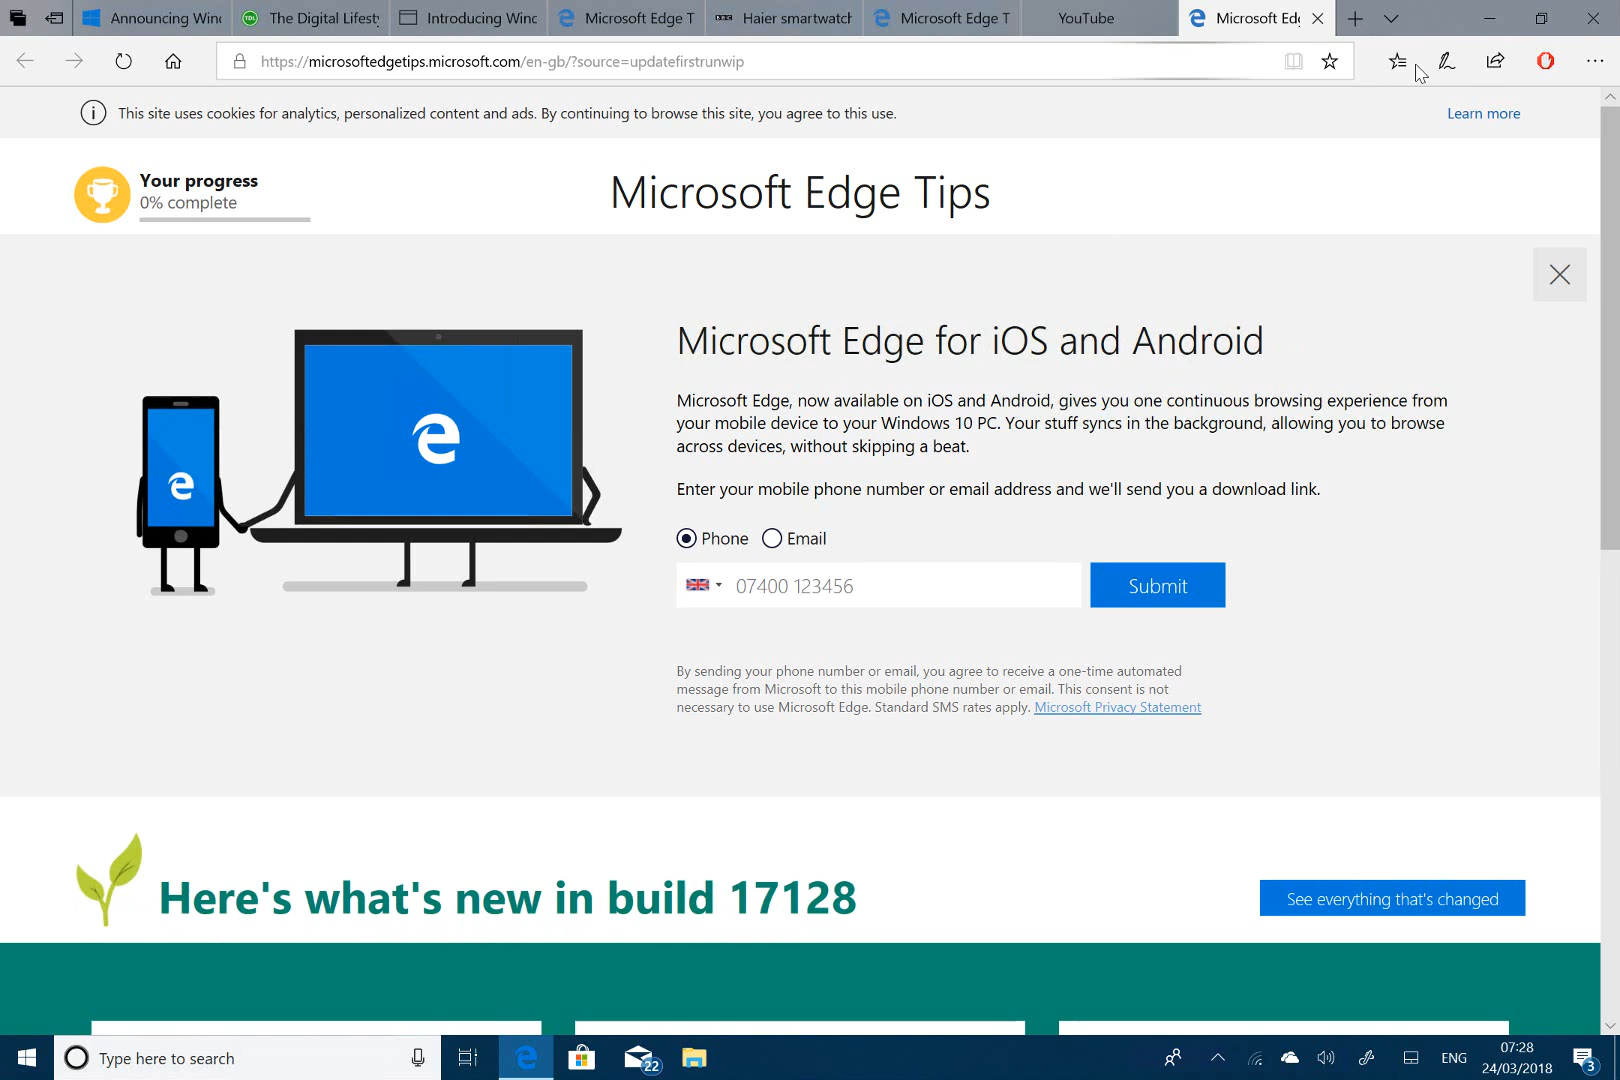 Announcing Wind
TDL The Digital Lifest
Introducing Winc
Microsoft Edge T
BBC Haier smartwatch
Microsoft Edge T
YouTube
Microsoft Ed
https://microsoftedgetips.microsoft.com/en-gb/?source=updatefirstrunwip
This site uses cookies for analytics, personalized content and ads. By continuing to browse this site, you agree to this use.
Learn more
Your progress
0% complete
Microsoft Edge Tips
Microsoft Edge for iOS and Android
Microsoft Edge, now available on iOS and Android, gives you one continuous browsing experience from
your mobile device to your Windows 10 PC. Your stuff syncs in the background, allowing you to browse
across devices, without skipping a beat.
Enter your mobile phone number or email address and we'll send you a download link.
Phone Email
07400 123456
Submit
By sending your phone number or email, you agree to receive a one-time automated
message from Microsoft to this mobile phone number or email. This consent is not
necessary to use Microsoft Edge. Standard SMS rates apply. Microsoft Privacy Statement
Here's what's new in build 17128
See everything that's changed
Type here to search
22
ENG
07:28
24/03/2018
3